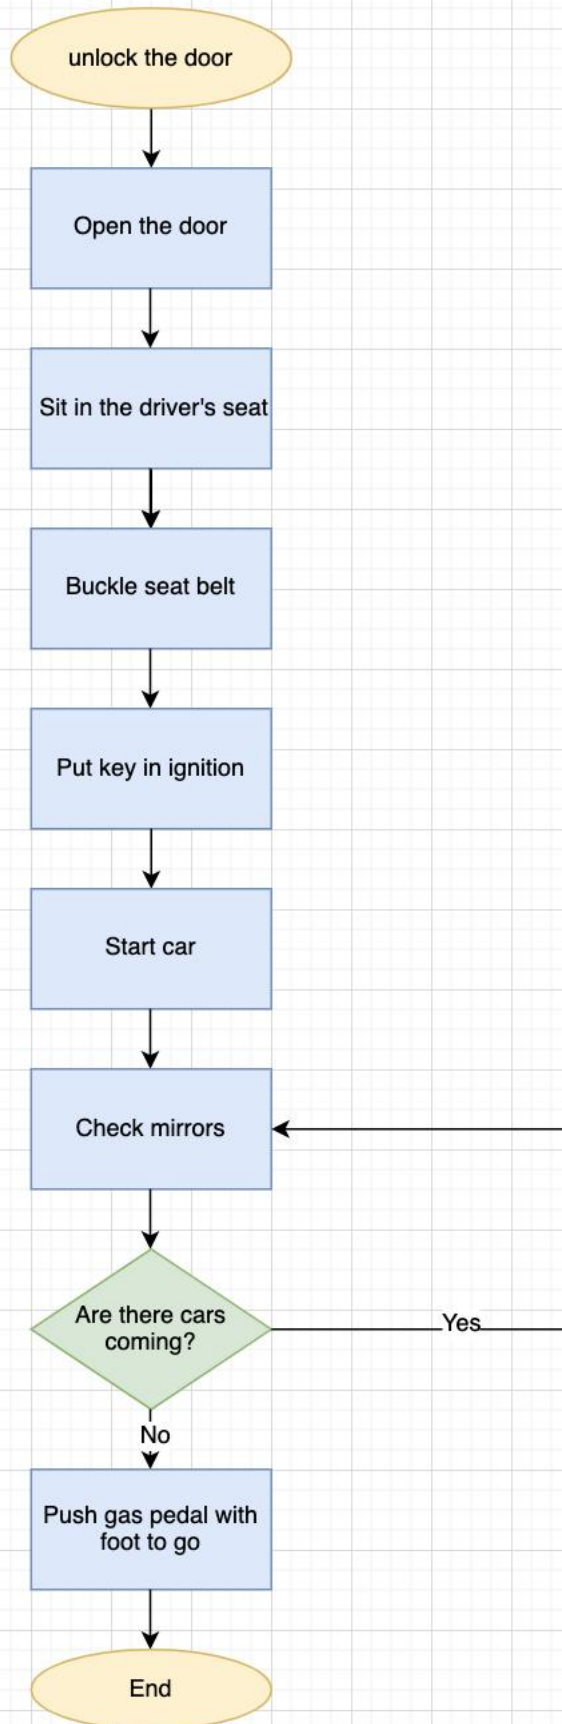 unlock the door
Open the door
Sit in the driver's seat
Buckle seat belt
Put key in ignition
Start car
Check mirrors
Are there cars
coming?
Yes
No
Push gas pedal with
foot to go
End